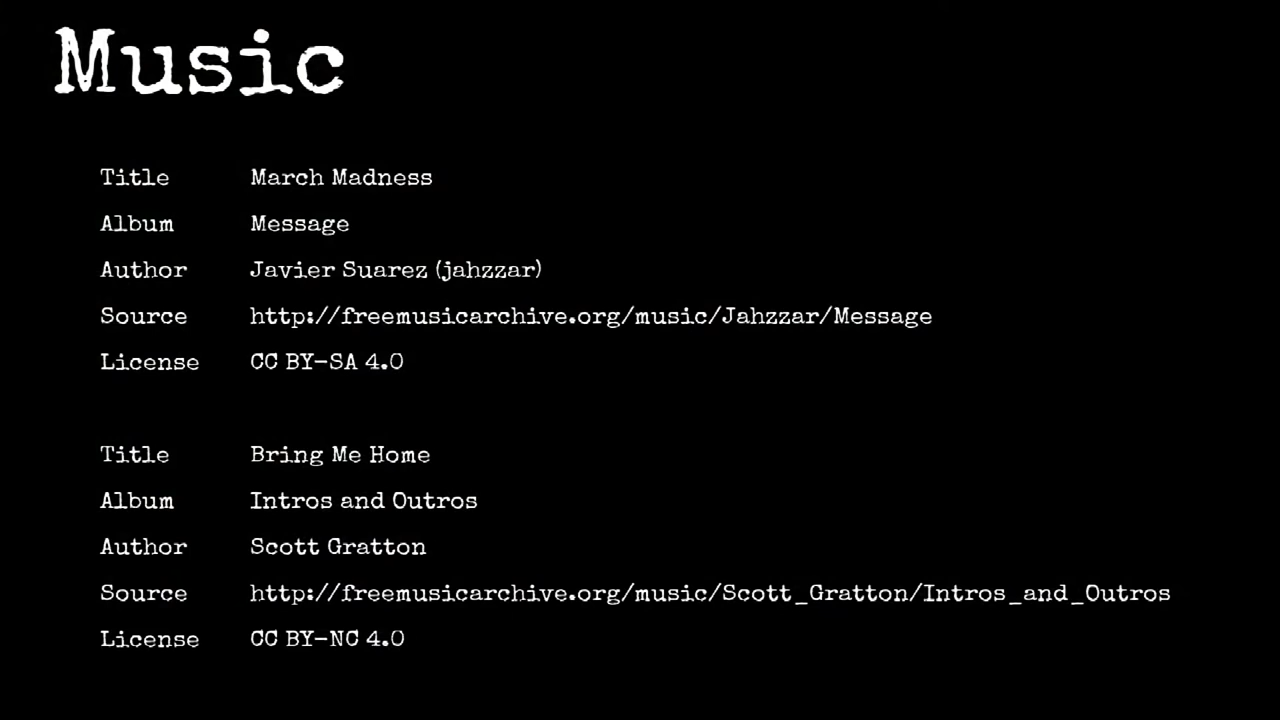 Music
Title March Madness
Album Message
Author Javier Suarez (jahzzar)
Source http://freemusicarchive.org/music/Jahzzar/Message
License CC BY-SA 4.0
Title Bring Me Home
Album Intros and Outros
Author Scott Gratton
Source http://freemusicarchive.org/music/Scott_Gratton/Intros_and_Outros
License CC BY-NC 4.0